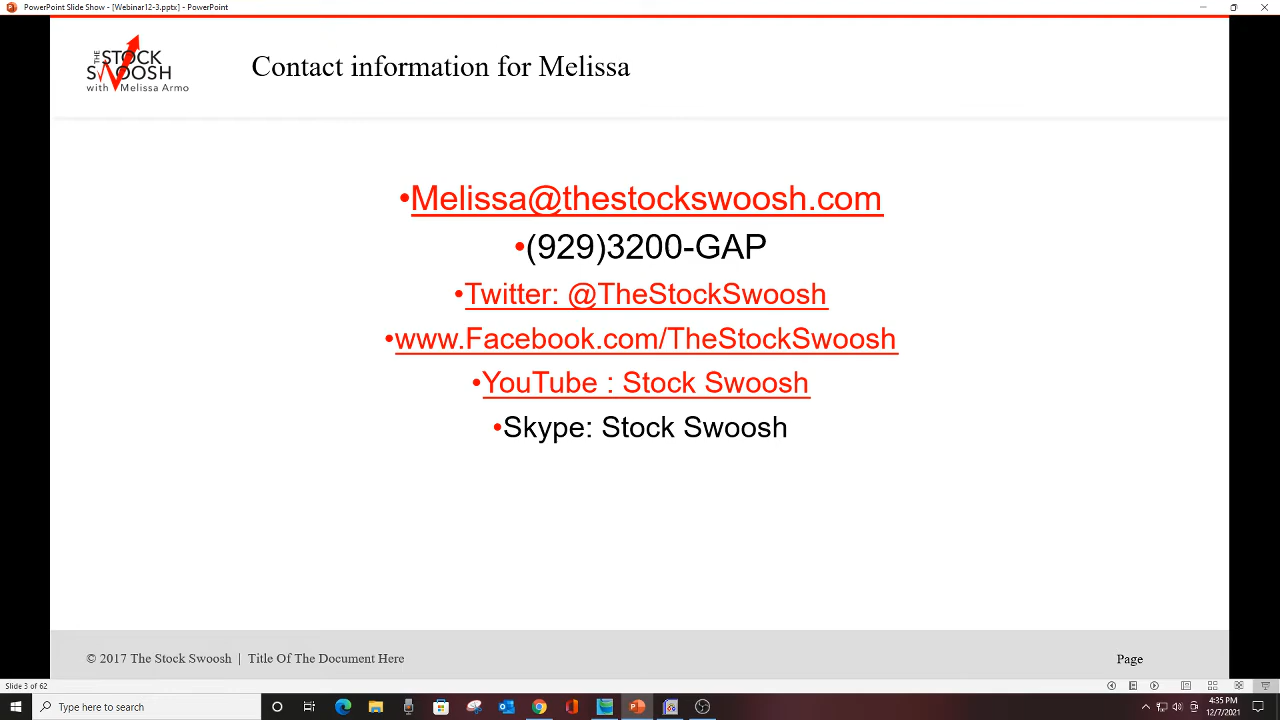 PowerPoint Slide Show - [Webinar12-3.pptx] - PowerPoint
THE STOCK
SWOOSH
with Melissa Armo
Contact information for Melissa
•Melissa@thestockswoosh.com
•(929)3200-GAP
•Twitter: @TheStockSwoosh
•www.Facebook.com/TheStockSwoosh
•YouTube : Stock Swoosh
•Skype: Stock Swoosh
© 2017 The Stock Swoosh | Title Of The Document Here
Page
Slide 3 of 62
Type here to search
4:35 PM
12/7/2021